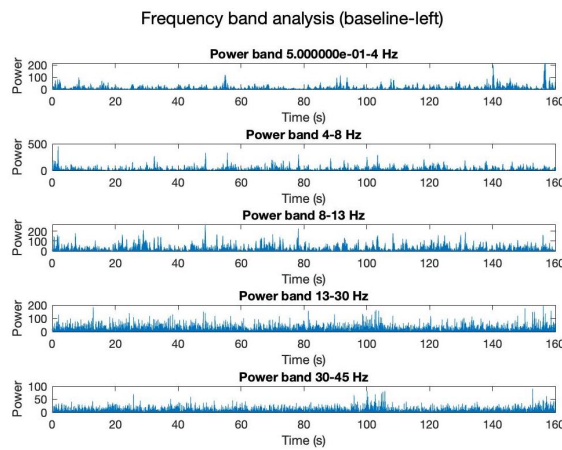 Frequency band analysis (baseline-left)
Power band 5.000000e-01-4 Hz
Power
200
100
0
0 20 40 60 80 100 120 140 160
Time (s)
Power band 4-8 Hz
Power
500
0
0 20 40 60 80 100 120 140 160
Time (s)
Power band 8-13 Hz
Power
200
100
0
0 20 40 60 80 100 120 140 160
Time (s)
Power band 13-30 Hz
Power
200
100
0
0 20 40 60 80 100 120 140 160
Time (s)
Power band 30-45 Hz
Power
100
50
0
0 20 40 60 80 100 120 140 160
Time (s)